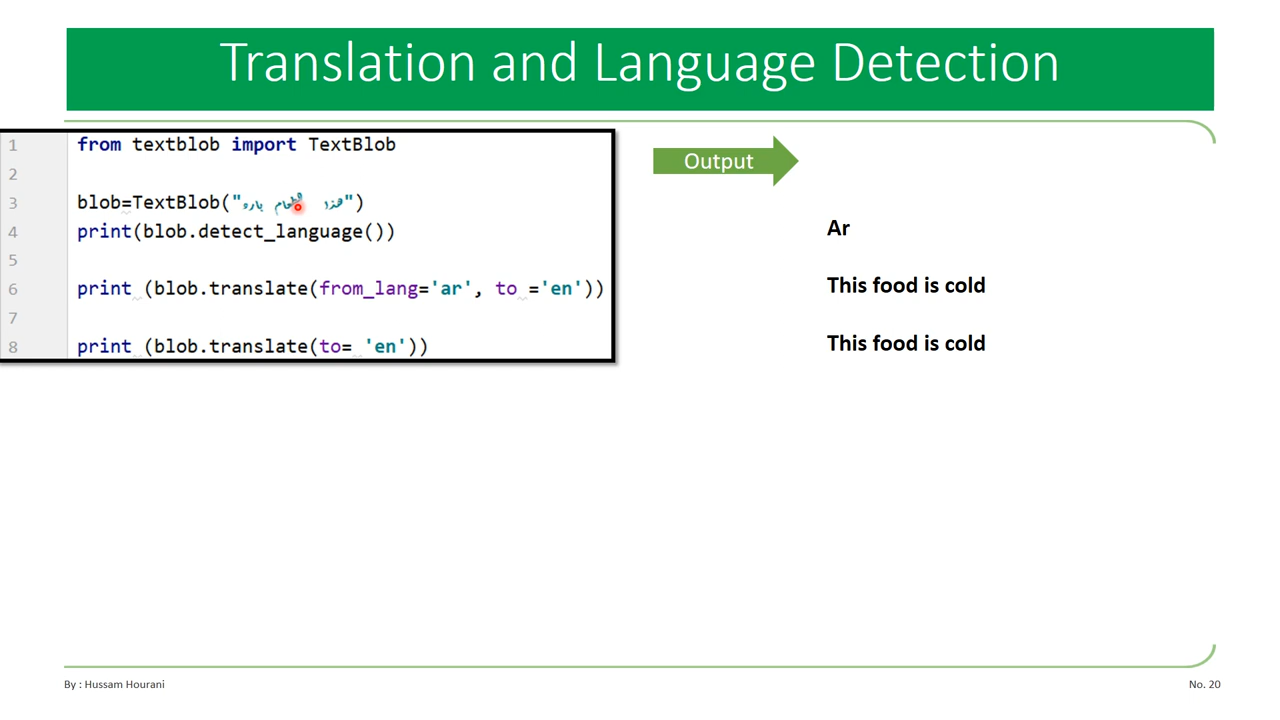 Translation and Language Detection
1 from textblob import TextBlob
2
3 blob=TextBlob("هذا طعام بارد")
4 print(blob.detect_language())
5
6 print (blob.translate(from_lang='ar', to ='en'))
7
8 print (blob.translate(to= 'en'))
Output
Ar
This food is cold
This food is cold
By : Hussam Hourani
No. 20